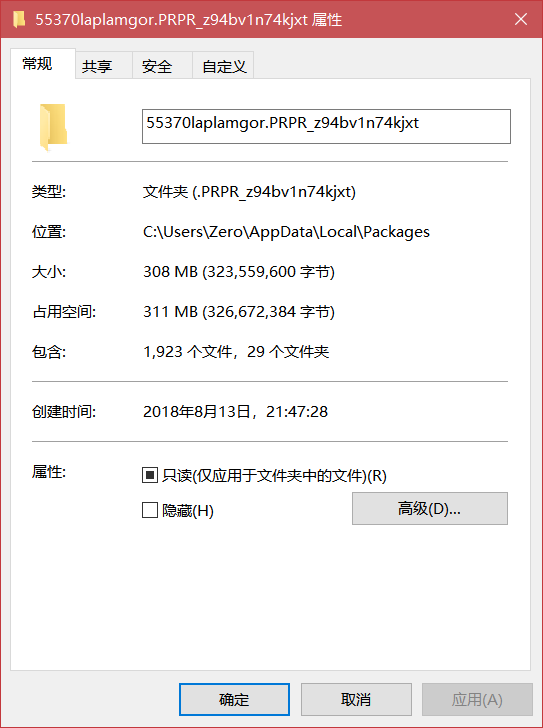 55370laplamgor.PRPR_z94bv1n74kjxt 属性
常规 共享 安全 自定义
55370laplamgor.PRPR_z94bv1n74kjxt
类型: 文件夹 (.PRPR_z94bv1n74kjxt)
位置: C:\Users\Zero\AppData\Local\Packages
大小: 308 MB (323,559,600 字节)
占用空间: 311 MB (326,672,384 字节)
包含: 1,923 个文件，29 个文件夹
创建时间: 2018年8月13日，21:47:28
属性: 只读(仅应用于文件夹中的文件)(R)
隐藏(H) 高级(D)...
确定 取消 应用(A)